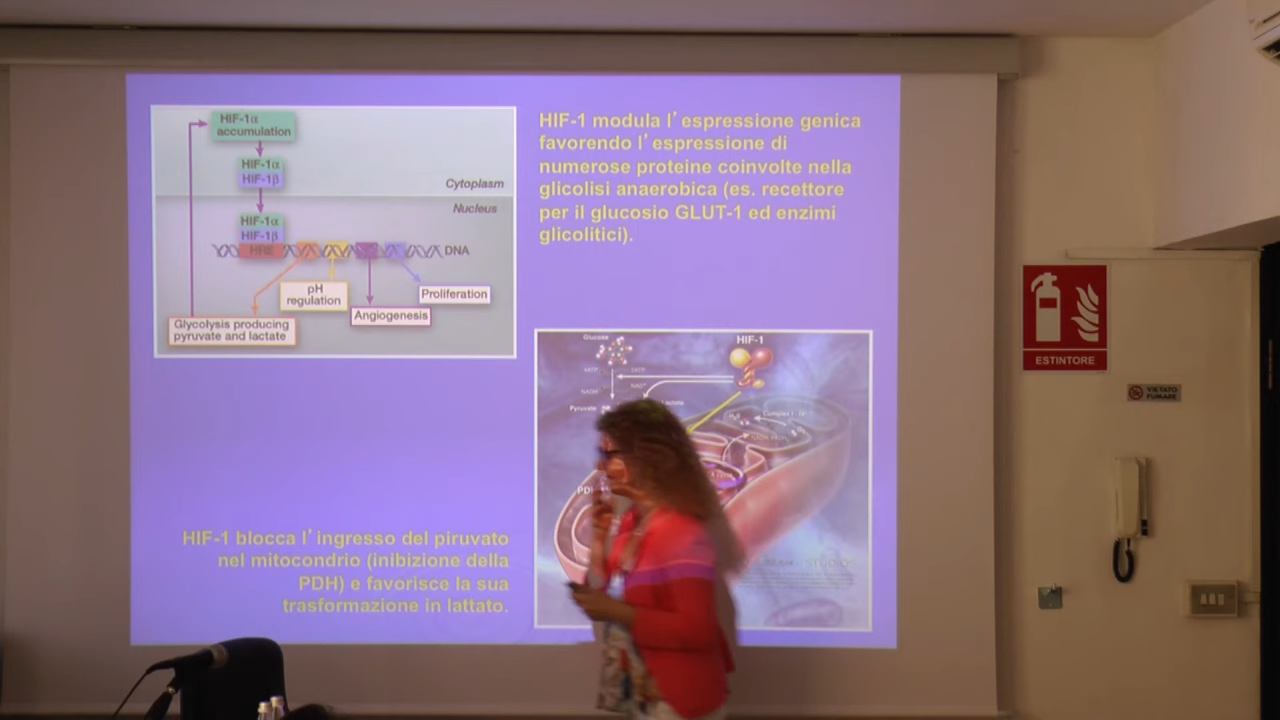 HIF-1α
accumulation
HIF-1α
HIF-1β
Cytoplasm
Nucleus
HIF-1α
HIF-1β
HRE
DNA
pH
regulation
Proliferation
Angiogenesis
Glycolysis producing
pyruvate and lactate
HIF-1 modula l'espressione genica
favorendo l'espressione di
numerose proteine coinvolte nella
glicolisi anaerobica (es. recettore
per il glucosio GLUT-1 ed enzimi
glicolitici).
Glucose
HIF-1
Pyruvate
Complex I - IV
HIF-1 blocca l'ingresso del piruvato
nel mitocondrio (inibizione della
PDH) e favorisce la sua
trasformazione in lattato.
ESTINTORE
VIETATO
FUMARE